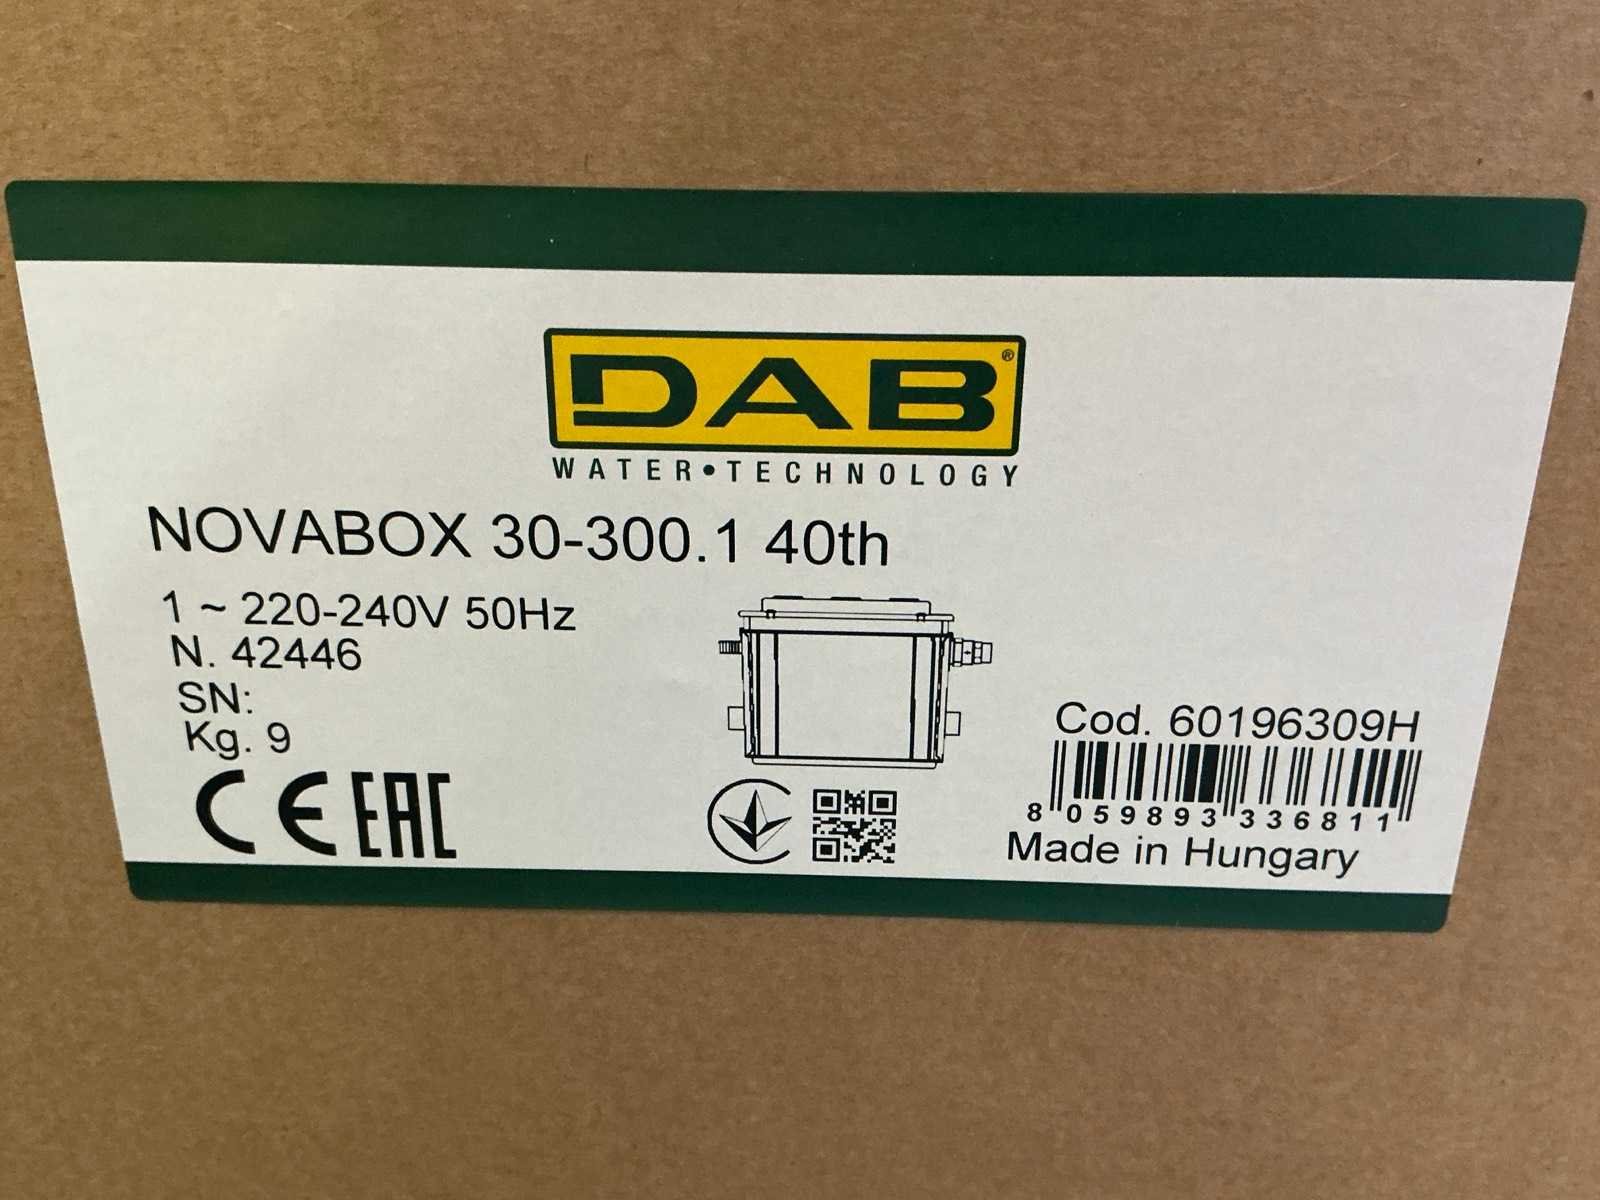 DAB®
WATER•TECHNOLOGY
NOVABOX 30-300.1 40th
1 ~ 220-240V 50Hz
N. 42446
SN:
Kg. 9
CE EAC
Cod. 60196309H
8 059893 336811
Made in Hungary